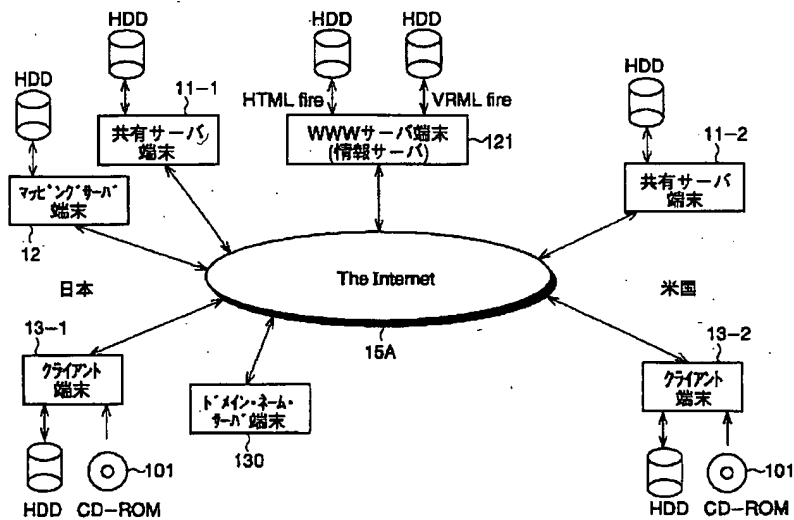 HDD
HDD
HDD
HDD
HDD
11-1
HTML fire
VRML fire
11-2
共有サーバ
端末
WWWサーバ端末
(情報サーバ)
121
共有サーバ
端末
マッピングサーバ
端末
12
日本
The Internet
米国
13-1
15A
13-2
クライアント
端末
ドメイン・ネーム・
サーバ端末
クライアント
端末
130
101
101
HDD
CD-ROM
HDD
CD-ROM